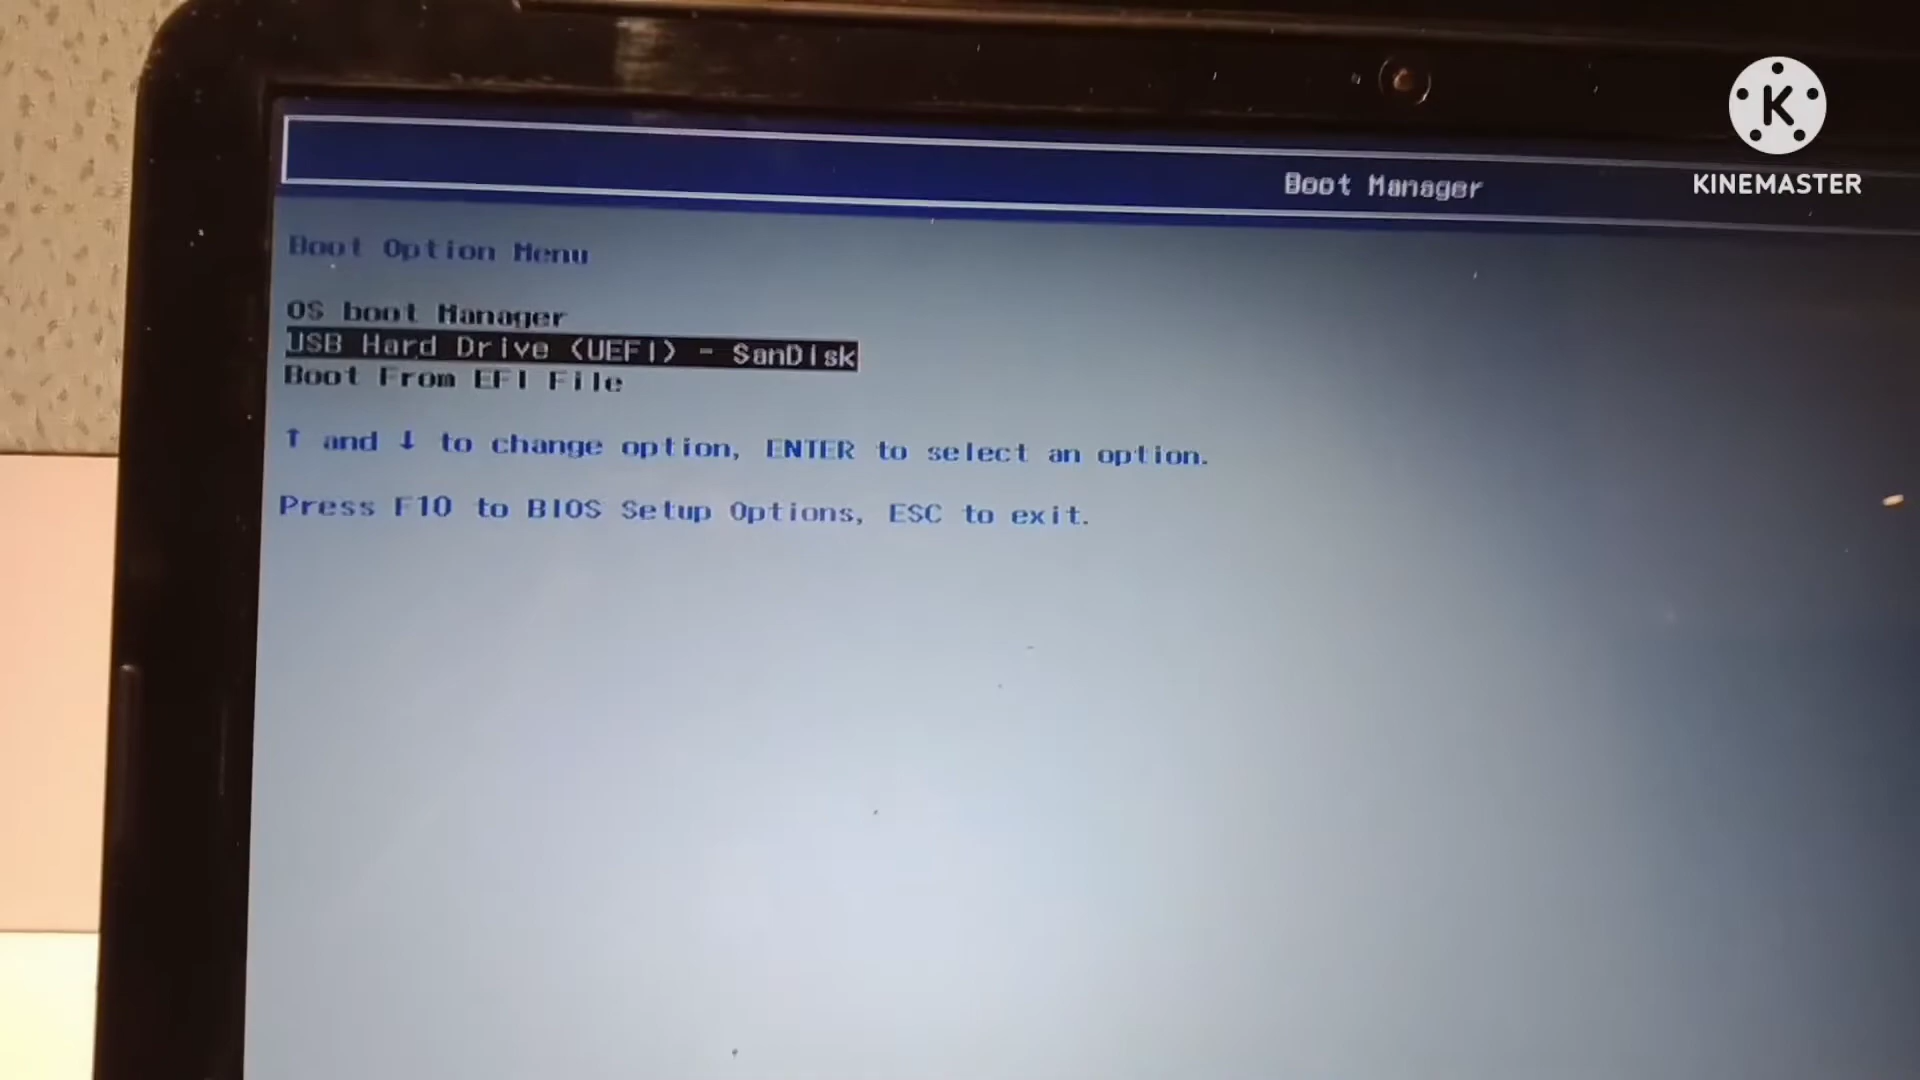 K
KINEMASTER
Boot Manager
Boot Option Menu
OS boot Manager
USB Hard Drive (UEFI) - SanDisk
Boot From EFI File
↑ and ↓ to change option, ENTER to select an option.
Press F10 to BIOS Setup Options, ESC to exit.